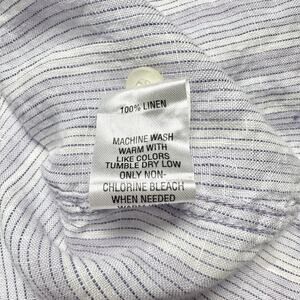 100% LINEN
MACHINE WASH
WARM WITH
LIKE COLORS
TUMBLE DRY LOW
ONLY NON-
CHLORINE BLEACH
WHEN NEEDED